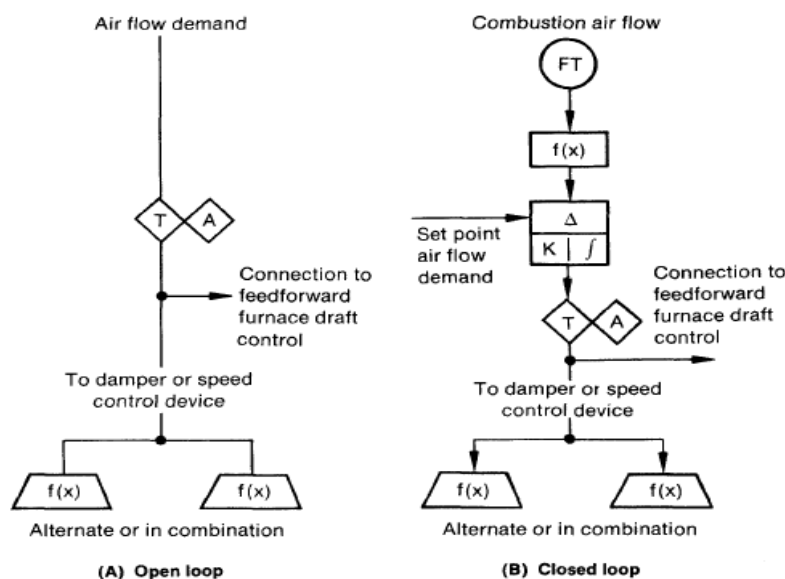 Air flow demand
T A
Connection to
feedforward
furnace draft
control
To damper or speed
control device
f(x) f(x)
Alternate or in combination
(A) Open loop
Combustion air flow
FT
f(x)
Set point
air flow
demand
Δ
K ∫
T A
Connection to
feedforward
furnace draft
control
To damper or speed
control device
f(x) f(x)
Alternate or in combination
(B) Closed loop